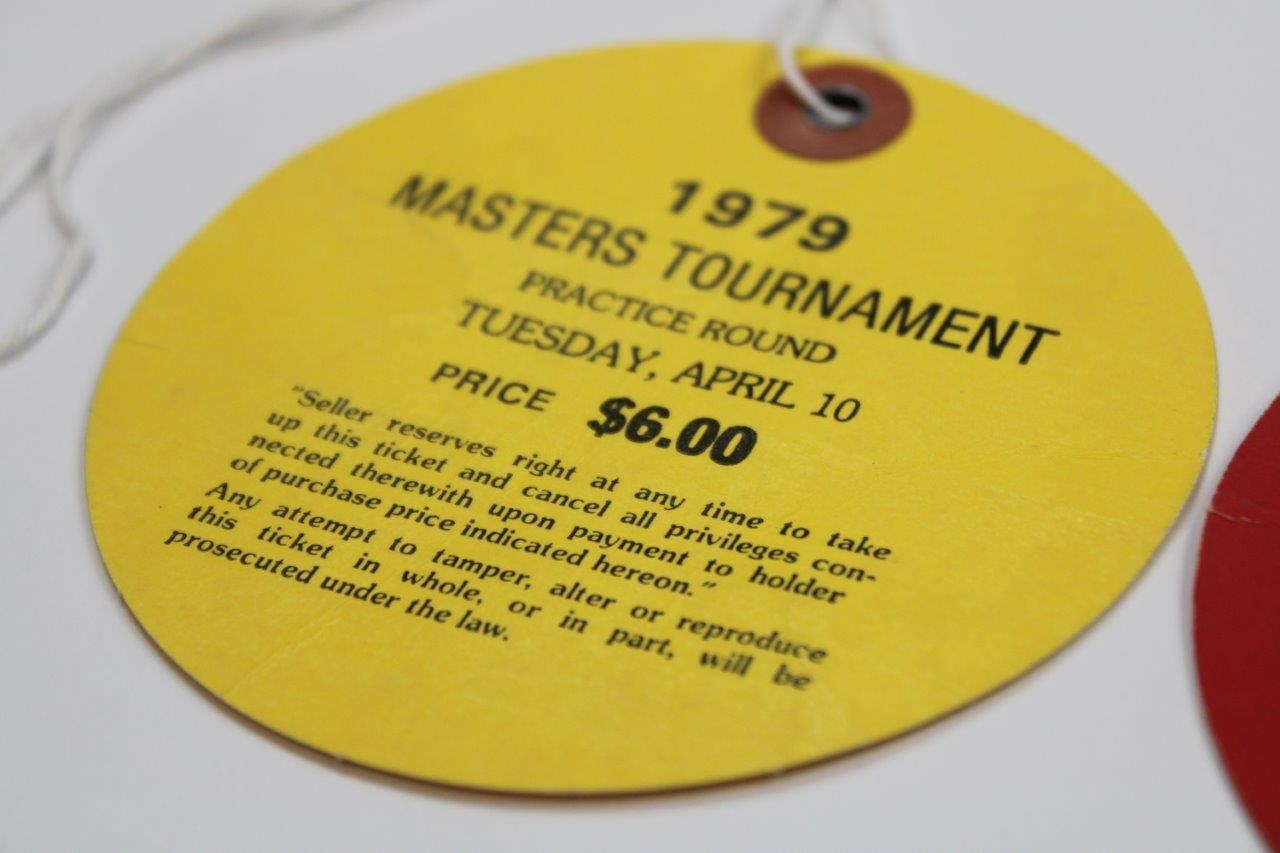 1979
MASTERS TOURNAMENT
PRACTICE ROUND
TUESDAY, APRIL 10
PRICE $6.00
"Seller reserves right at any time to take
up this ticket and cancel all privileges con-
nected therewith upon payment to holder
of purchase price indicated hereon."
Any attempt to tamper, alter or reproduce
this ticket in whole, or in part, will be
prosecuted under the law.